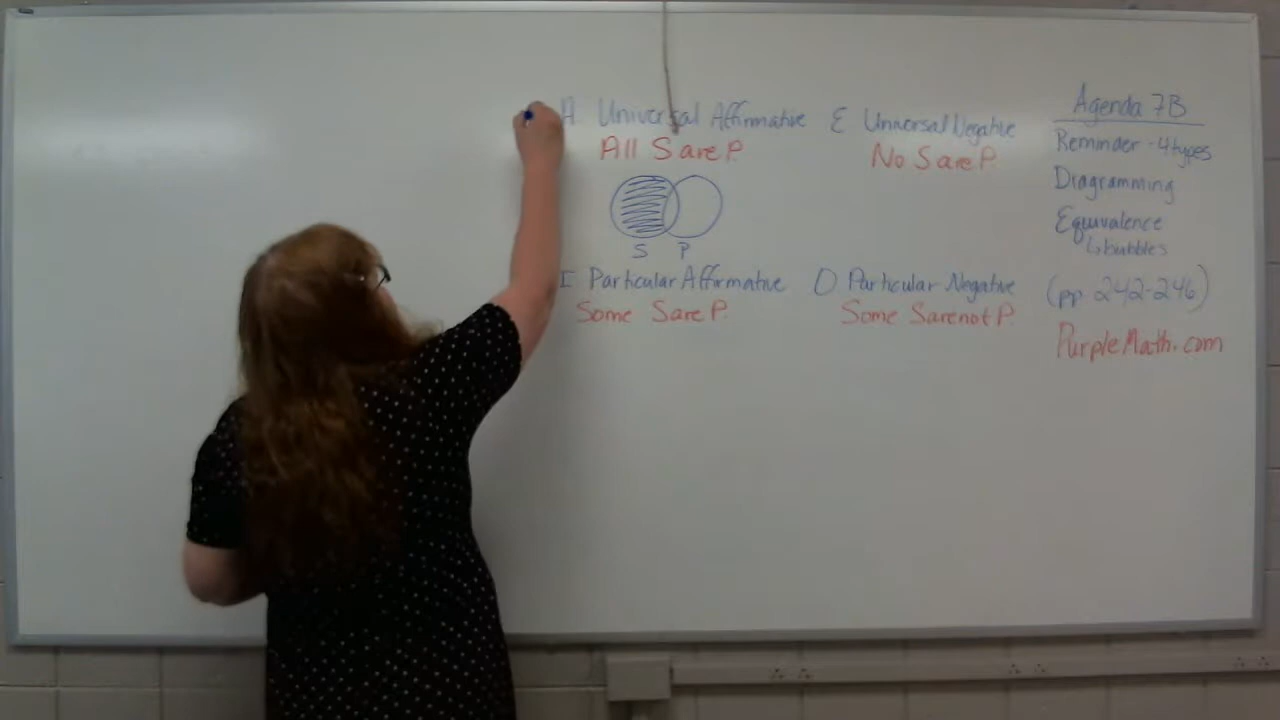 A Universal Affirmative
All S are P.
S P
E Universal Negative
No S are P.
I Particular Affirmative
Some S are P.
O Particular Negative
Some S are not P.
Agenda 7B
Reminder - 4 types
Diagramming
Equivalence
↳ bubbles
(pp 242-246)
PurpleMath.com